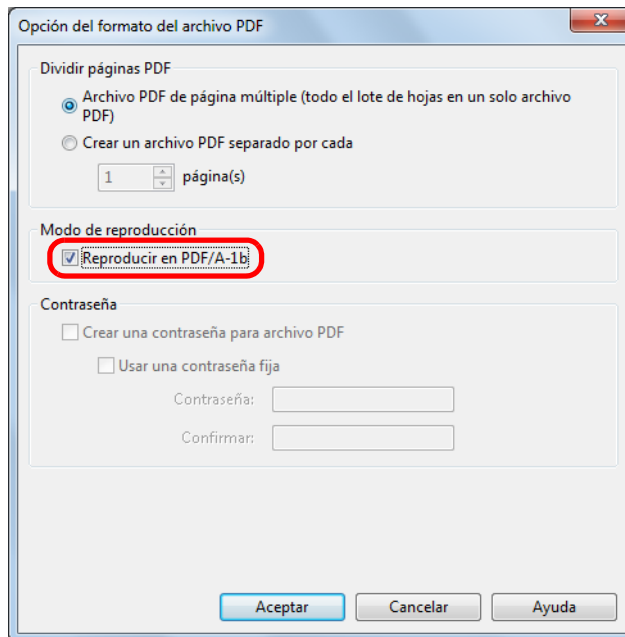 Opción del formato del archivo PDF
Dividir páginas PDF
Archivo PDF de página múltiple (todo el lote de hojas en un solo archivo
PDF)
Crear un archivo PDF separado por cada
1 página(s)
Modo de reproducción
Reproducir en PDF/A-1b
Contraseña
Crear una contraseña para archivo PDF
Usar una contraseña fija
Contraseña:
Confirmar:
Aceptar Cancelar Ayuda